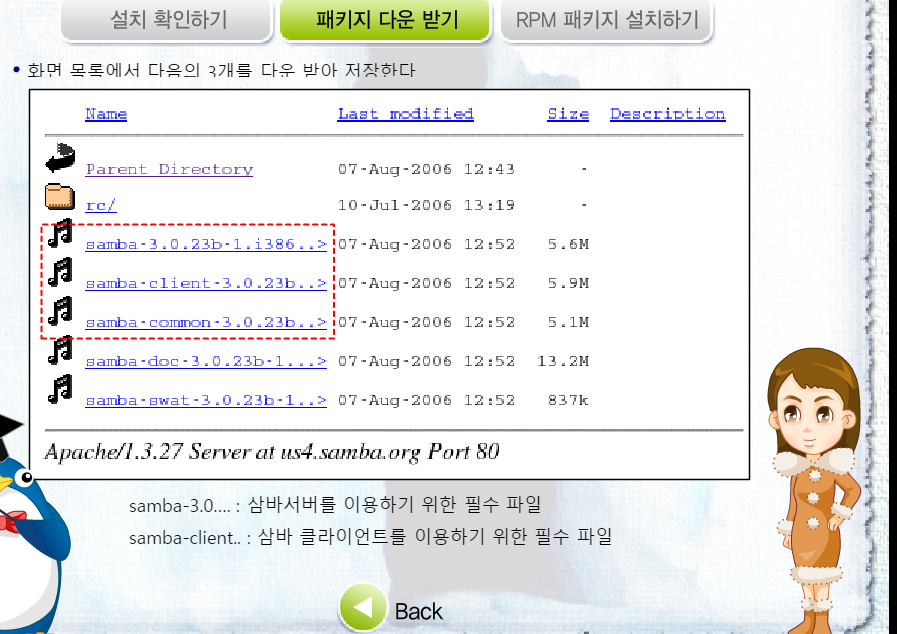 설치 확인하기 패키지 다운 받기 RPM 패키지 설치하기
• 화면 목록에서 다음의 3개를 다운 받아 저장한다
Name Last modified Size Description
Parent Directory 07-Aug-2006 12:43 -
rc/ 10-Jul-2006 13:19 -
samba-3.0.23b-1.i386..> 07-Aug-2006 12:52 5.6M
samba-client-3.0.23b..> 07-Aug-2006 12:52 5.9M
samba-common-3.0.23b..> 07-Aug-2006 12:52 5.1M
samba-doc-3.0.23b-1...> 07-Aug-2006 12:52 13.2M
samba-swat-3.0.23b-1..> 07-Aug-2006 12:52 837k
Apache/1.3.27 Server at us4.samba.org Port 80
samba-3.0.... : 삼바서버를 이용하기 위한 필수 파일
samba-client.. : 삼바 클라이언트를 이용하기 위한 필수 파일
Back